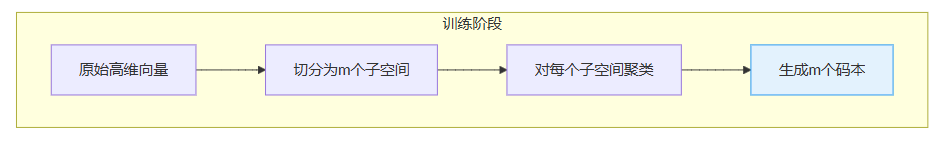 训练阶段
原始高维向量
切分为m个子空间
对每个子空间聚类
生成m个码本